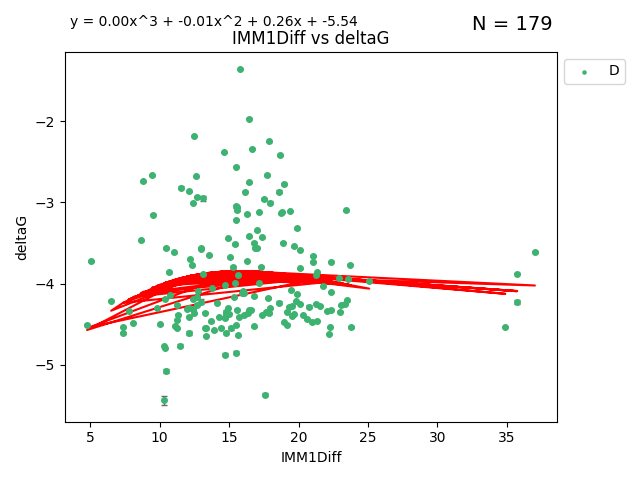 y = 0.00x^3 + -0.01x^2 + 0.26x + -5.54
N = 179
IMM1Diff vs deltaG
D
deltaG
−2
−3
−4
−5
5 10 15 20 25 30 35
IMM1Diff